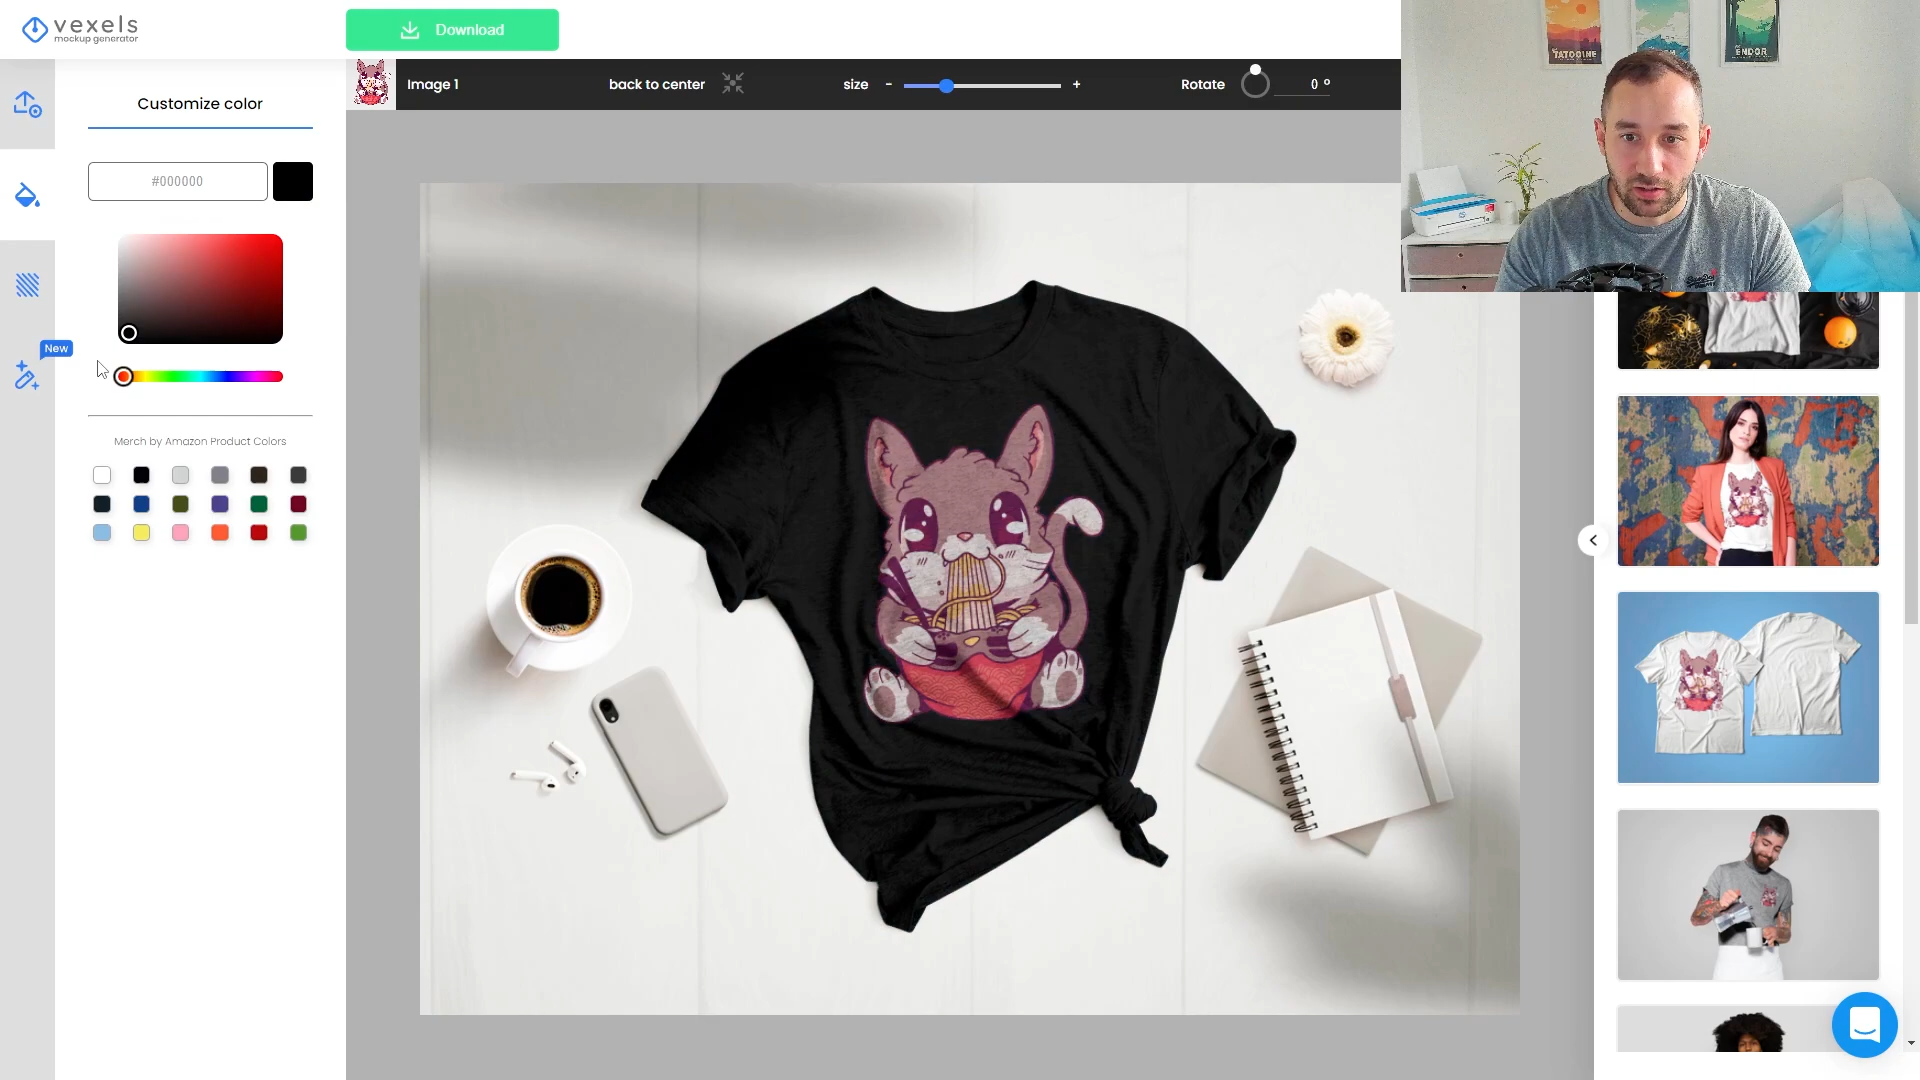 vexels
mockup generator
Download
Image 1
back to center
size
-
+
Rotate
0 º
Customize color
#000000
New
Merch by Amazon Product Colors
TATOOINE
ENDOR